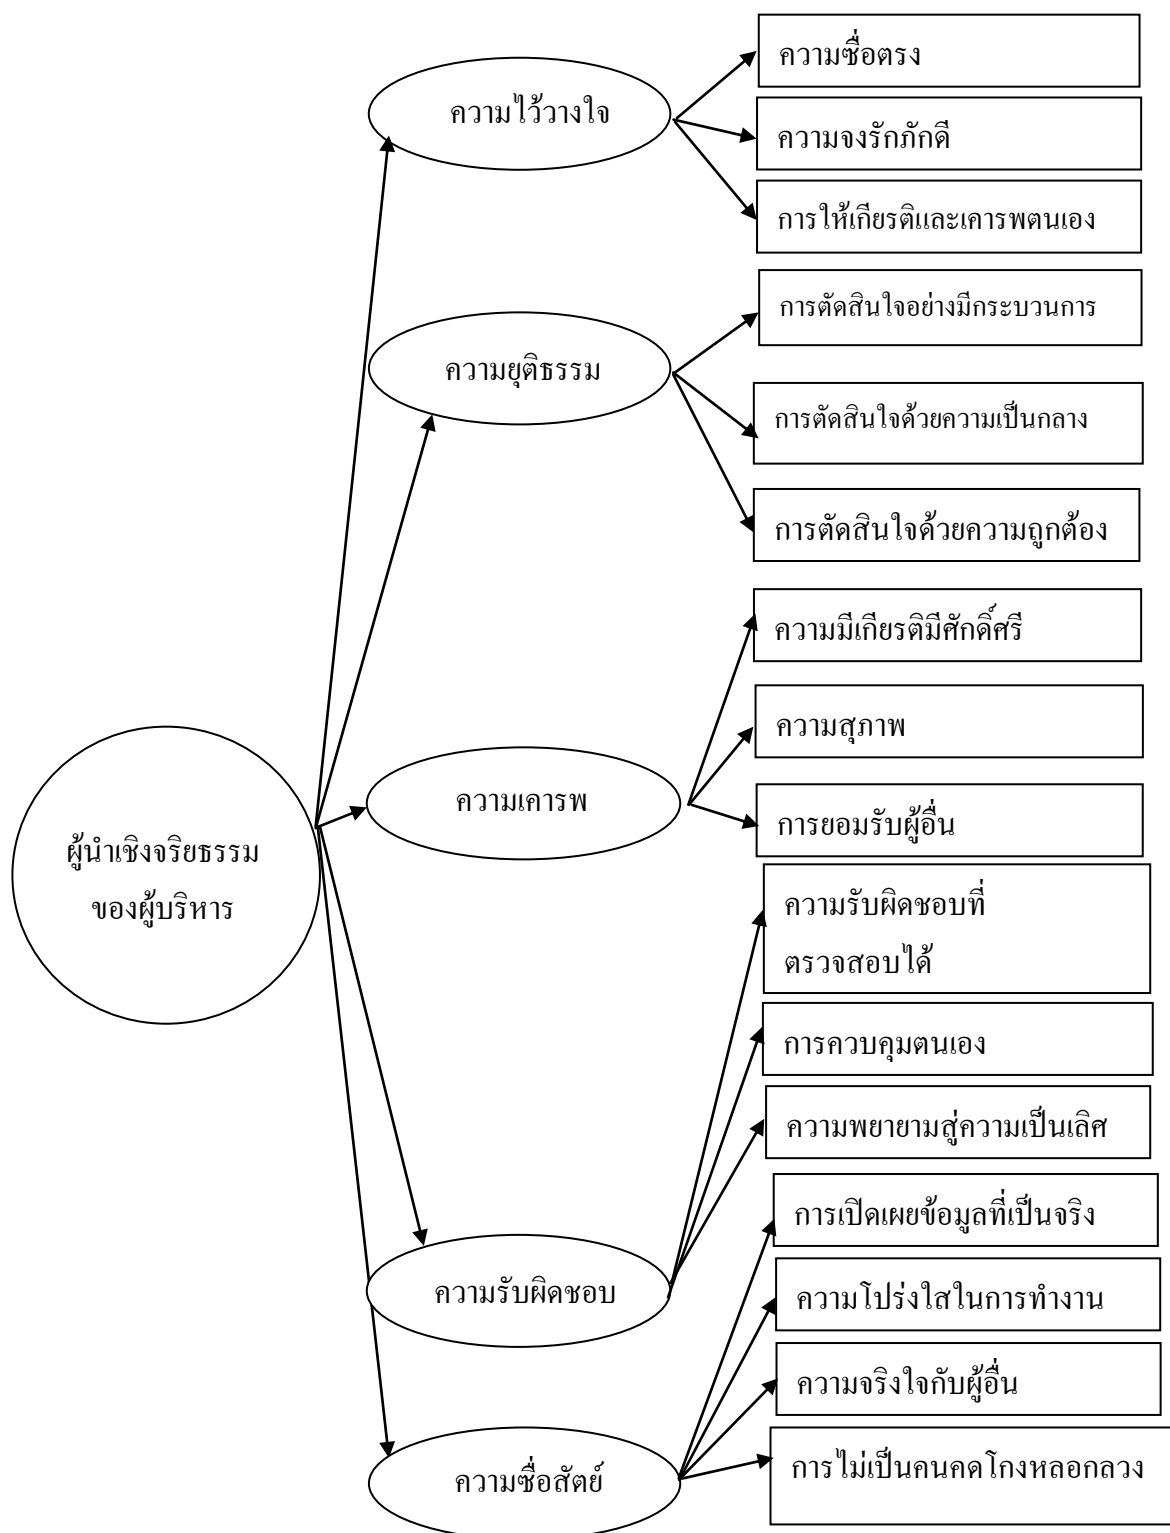 ความไว้วางใจ
ความซื่อตรง
ความจงรักภักดี
การให้เกียรติและเคารพตนเอง
ความยุติธรรม
การตัดสินใจอย่างมีกระบวนการ
การตัดสินใจด้วยความเป็นกลาง
การตัดสินใจด้วยความถูกต้อง
ผู้นำเชิงจริยธรรม
ของผู้บริหาร
ความเคารพ
ความมีเกียรติมีศักดิ์ศรี
ความสุภาพ
การยอมรับผู้อื่น
ความรับผิดชอบ
ความรับผิดชอบที่
ตรวจสอบได้
การควบคุมตนเอง
ความพยายามสู่ความเป็นเลิศ
ความซื่อสัตย์
การเปิดเผยข้อมูลที่เป็นจริง
ความโปร่งใสในการทำงาน
ความจริงใจกับผู้อื่น
การไม่เป็นคนคดโกงหลอกลวง